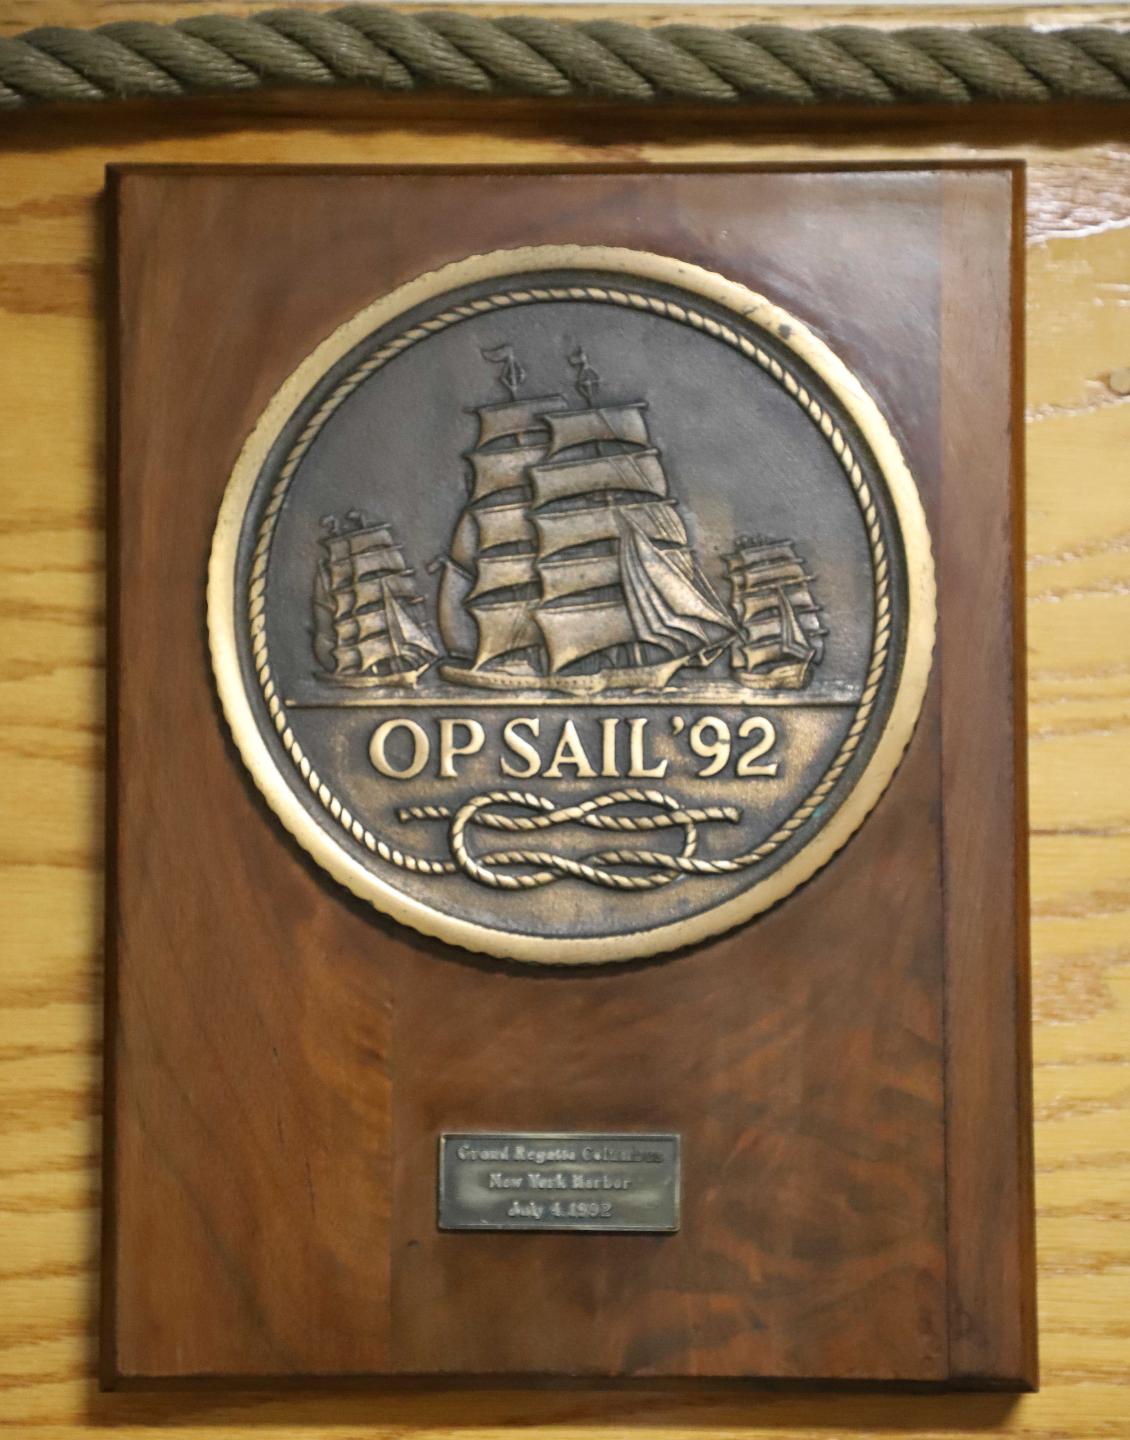 OP SAIL '92
Grand Regatta Columbus
New York Harbor
July 4, 1992